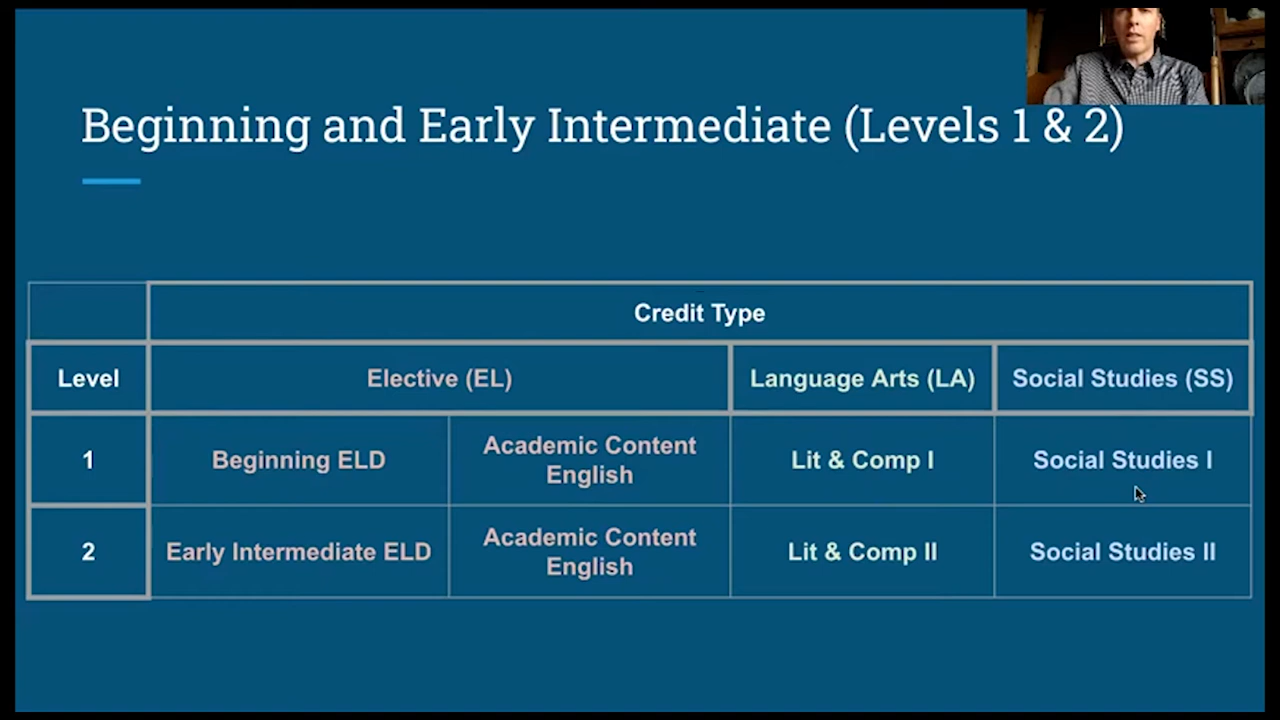 Beginning and Early Intermediate (Levels 1 & 2)
Credit Type
Level
Elective (EL)
Language Arts (LA)
Social Studies (SS)
1
Beginning ELD
Academic Content
English
Lit & Comp I
Social Studies I
2
Early Intermediate ELD
Academic Content
English
Lit & Comp II
Social Studies II